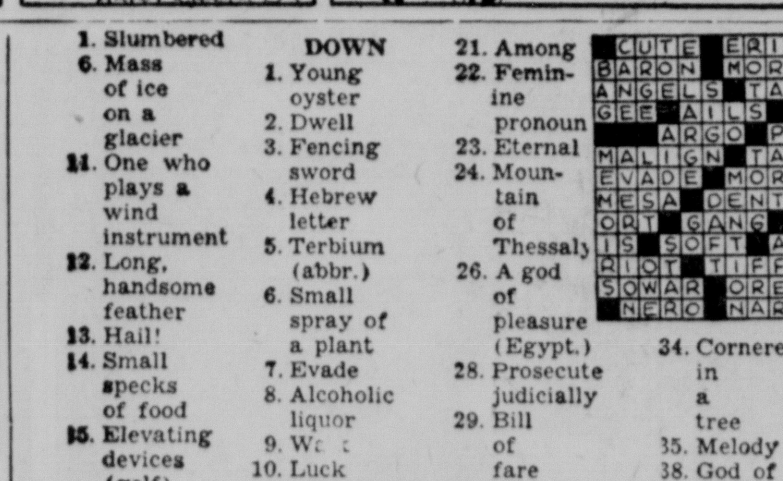 1. Slumbered
6. Mass
of ice
on a
glacier
11. One who
plays a
wind
instrument
12. Long,
handsome
feather
13. Hail!
14. Small
specks
of food
15. Elevating
devices
DOWN
1. Young
oyster
2. Dwell
3. Fencing
sword
4. Hebrew
letter
5. Terbium
(abbr.)
6. Small
spray of
a plant
7. Evade
8. Alcoholic
liquor
9.
10. Luck
21. Among
22. Femin-
ine
pronoun
23. Eternal
24. Moun-
tain
of
Thessaly
26. A god
of
pleasure
(Egypt.)
28. Prosecute
judicially
29. Bill
of
fare
CUTE ERI
BARON MOR
ANGELS TA
GEE AILS
ARGO P
MALIGN TA
EVADE MOR
MESA DENT
ORT GANG
IS SOFT A
RIOT TIFF
SOWAR ORE
NERO NAR
34. Cornere
in
a
tree
35. Melody
38. God of